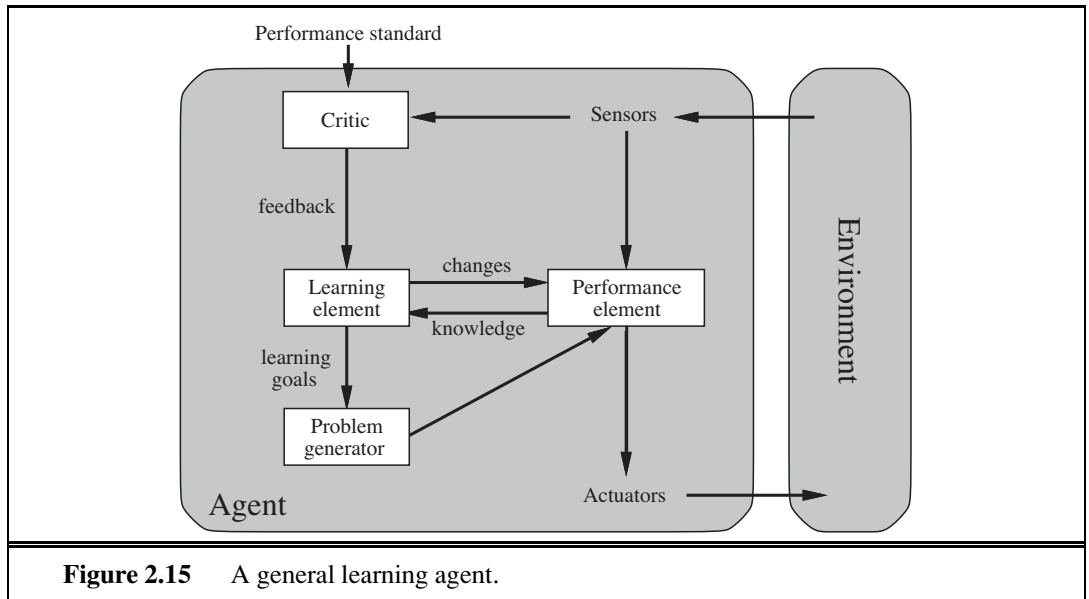 Performance standard
Critic
Sensors
feedback
changes
Learning
element
Performance
element
knowledge
learning
goals
Problem
generator
Agent
Actuators
Environment
Figure 2.15 A general learning agent.